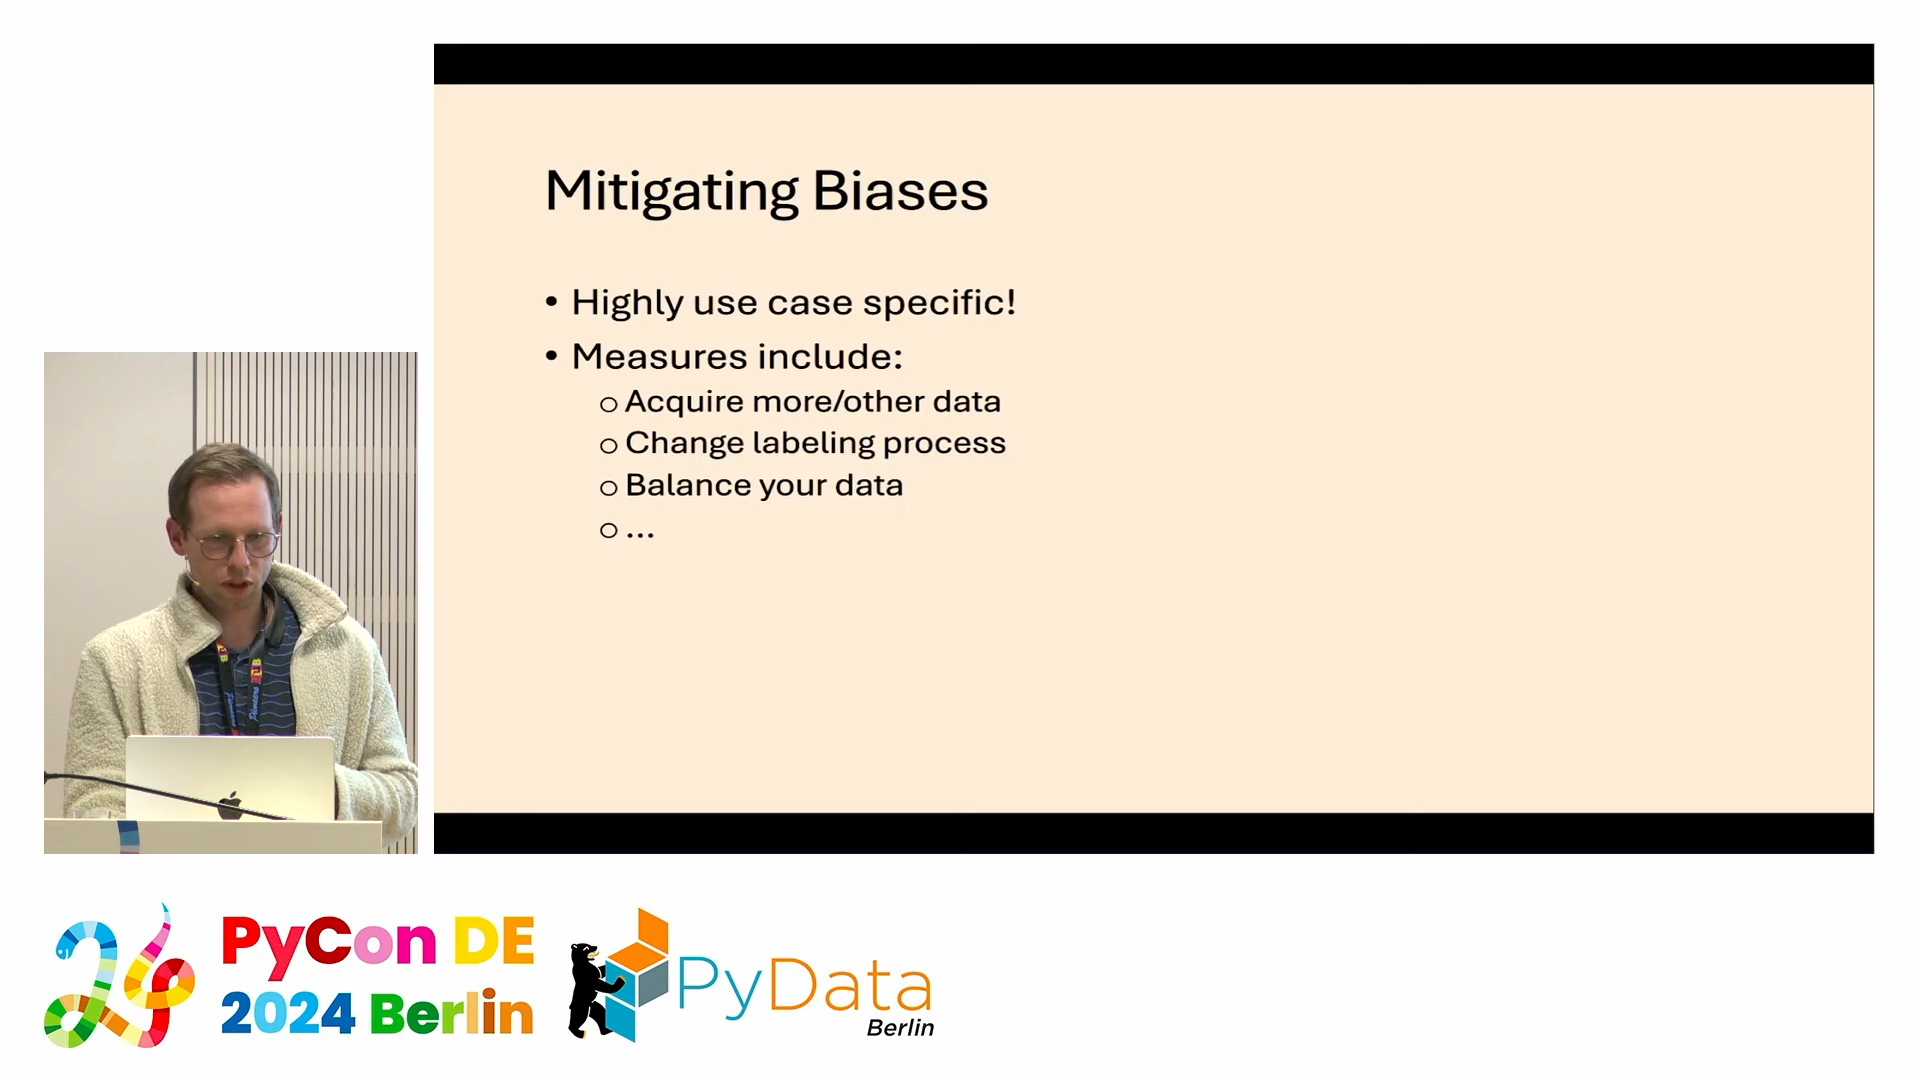 Mitigating Biases
• Highly use case specific!
• Measures include:
o Acquire more/other data
o Change labeling process
o Balance your data
o ...
PyCon DE
2024 Berlin
PyData
Berlin